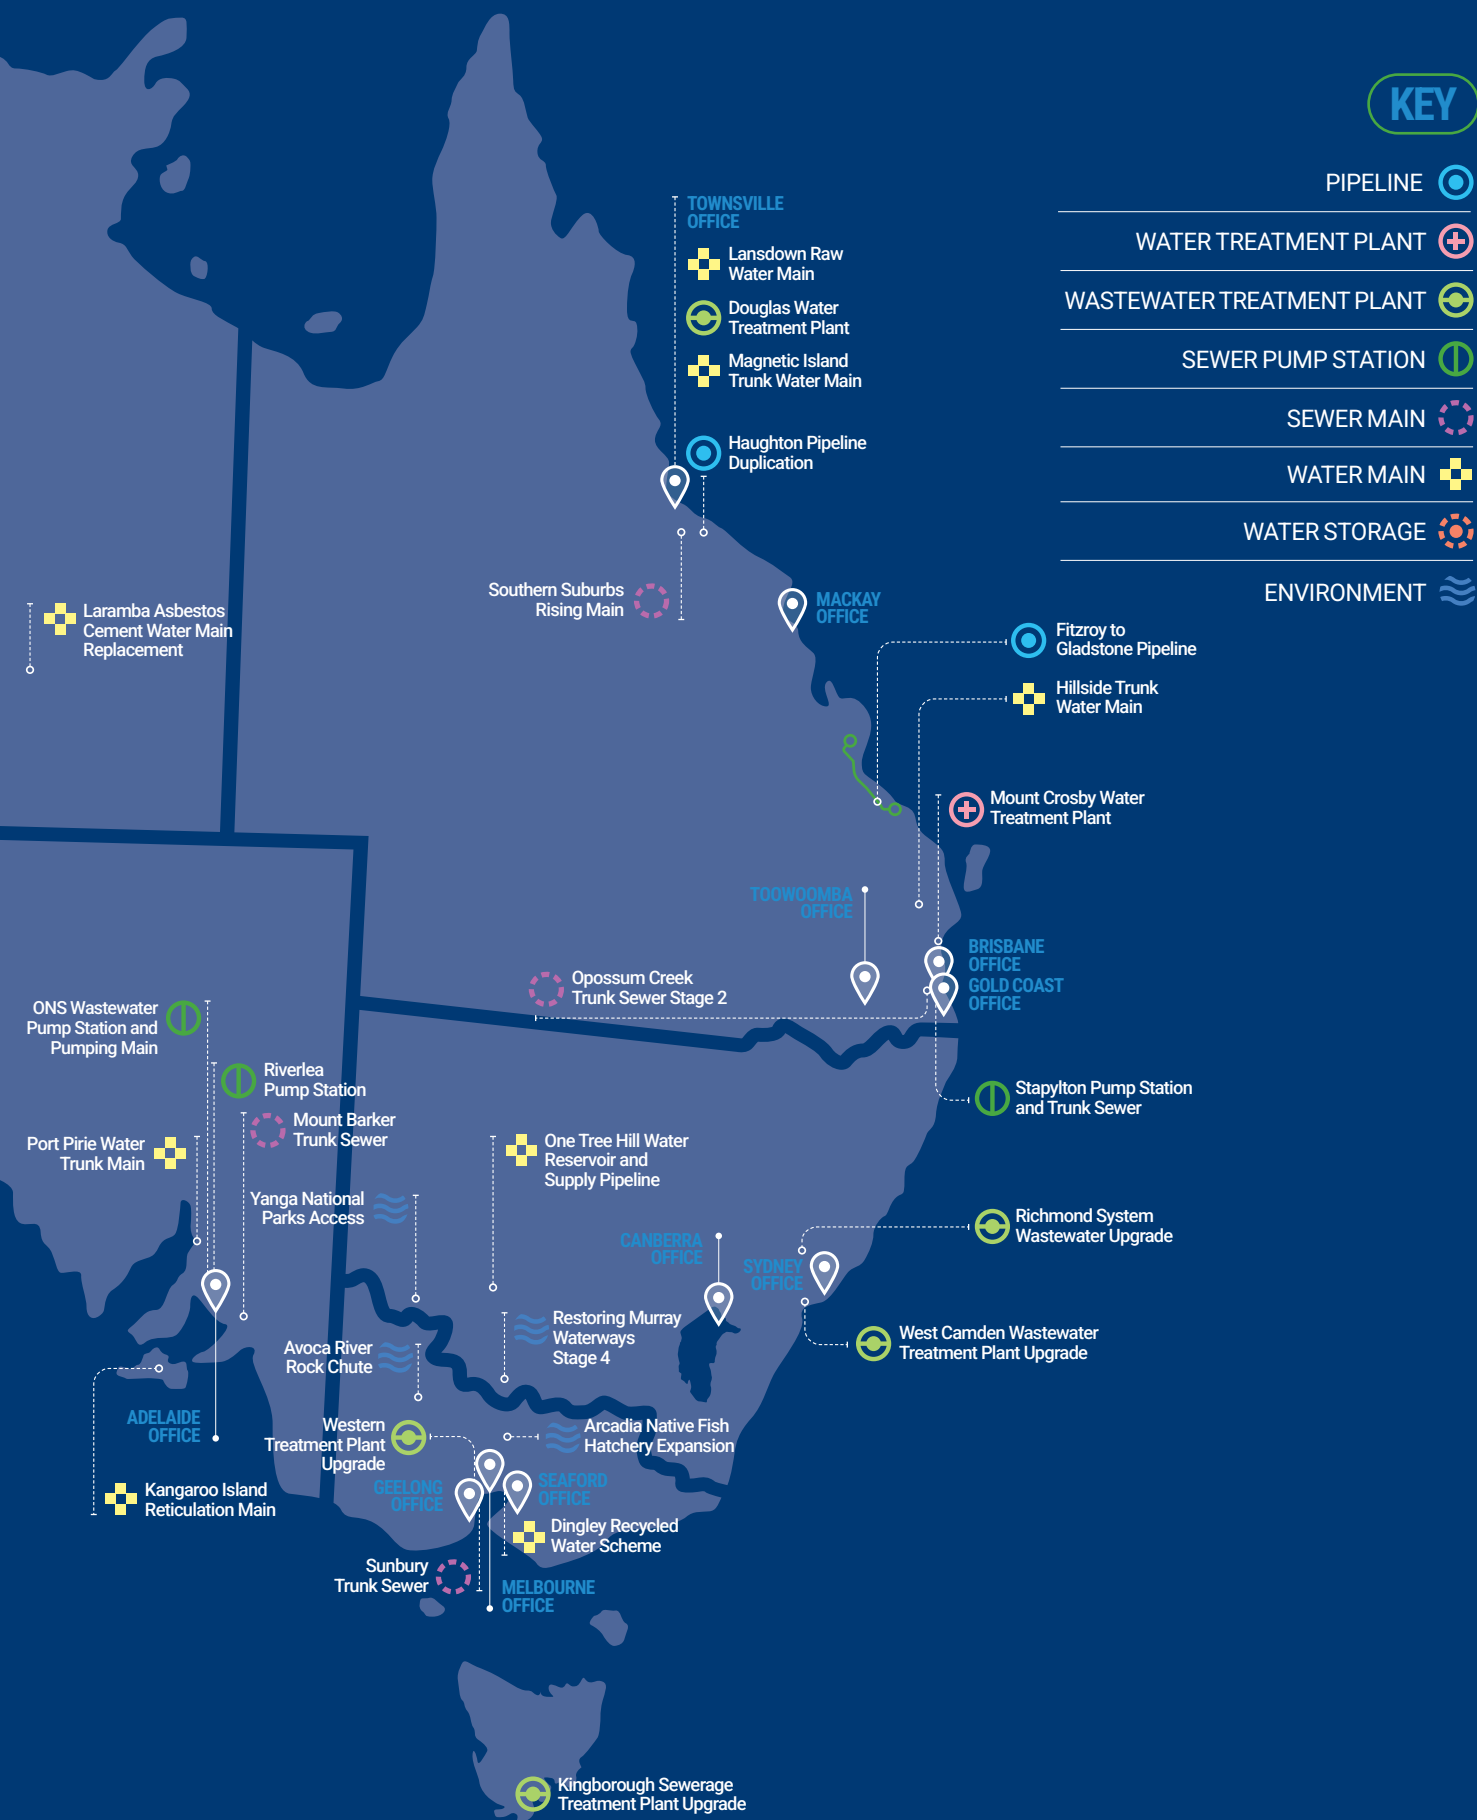 KEY
PIPELINE
WATER TREATMENT PLANT
WASTEWATER TREATMENT PLANT
SEWER PUMP STATION
SEWER MAIN
WATER MAIN
WATER STORAGE
ENVIRONMENT
TOWNSVILLE
OFFICE
Lansdown Raw
Water Main
Douglas Water
Treatment Plant
Magnetic Island
Trunk Water Main
Haughton Pipeline
Duplication
Southern Suburbs
Rising Main
MACKAY
OFFICE
Laramba Asbestos
Cement Water Main
Replacement
Fitzroy to
Gladstone Pipeline
Hillside Trunk
Water Main
Mount Crosby Water
Treatment Plant
TOOWOOMBA
OFFICE
BRISBANE
OFFICE
GOLD COAST
OFFICE
Opossum Creek
Trunk Sewer Stage 2
ONS Wastewater
Pump Station and
Pumping Main
Riverlea
Pump Station
Mount Barker
Trunk Sewer
Port Pirie Water
Trunk Main
Stapylton Pump Station
and Trunk Sewer
One Tree Hill Water
Reservoir and
Supply Pipeline
Yanga National
Parks Access
Richmond System
Wastewater Upgrade
CANBERRA
OFFICE
SYDNEY
OFFICE
Restoring Murray
Waterways
Stage 4
Avoca River
Rock Chute
West Camden Wastewater
Treatment Plant Upgrade
ADELAIDE
OFFICE
Western
Treatment Plant
Upgrade
Arcadia Native Fish
Hatchery Expansion
GEELONG
OFFICE
SEAFORD
OFFICE
Kangaroo Island
Reticulation Main
Dingley Recycled
Water Scheme
Sunbury
Trunk Sewer
MELBOURNE
OFFICE
Kingborough Sewerage
Treatment Plant Upgrade